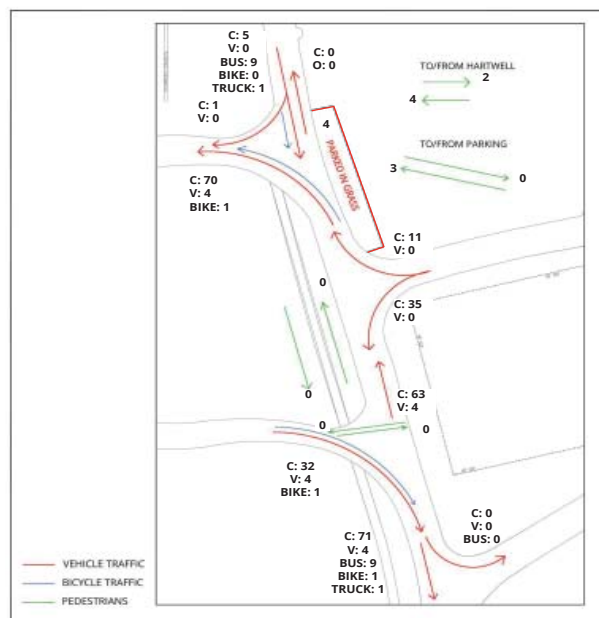 C: 5
V: 0
BUS: 9
BIKE: 0
TRUCK: 1
C: 0
O: 0
TO/FROM HARTWELL
2
4
C: 1
V: 0
4
PARKED IN GRASS
TO/FROM PARKING
3
0
C: 70
V: 4
BIKE: 1
C: 11
V: 0
0
C: 35
V: 0
0
C: 63
V: 4
0
0
C: 32
V: 4
BIKE: 1
C: 0
V: 0
BUS: 0
C: 71
V: 4
BUS: 9
BIKE: 1
TRUCK: 1
VEHICLE TRAFFIC
BICYCLE TRAFFIC
PEDESTRIANS